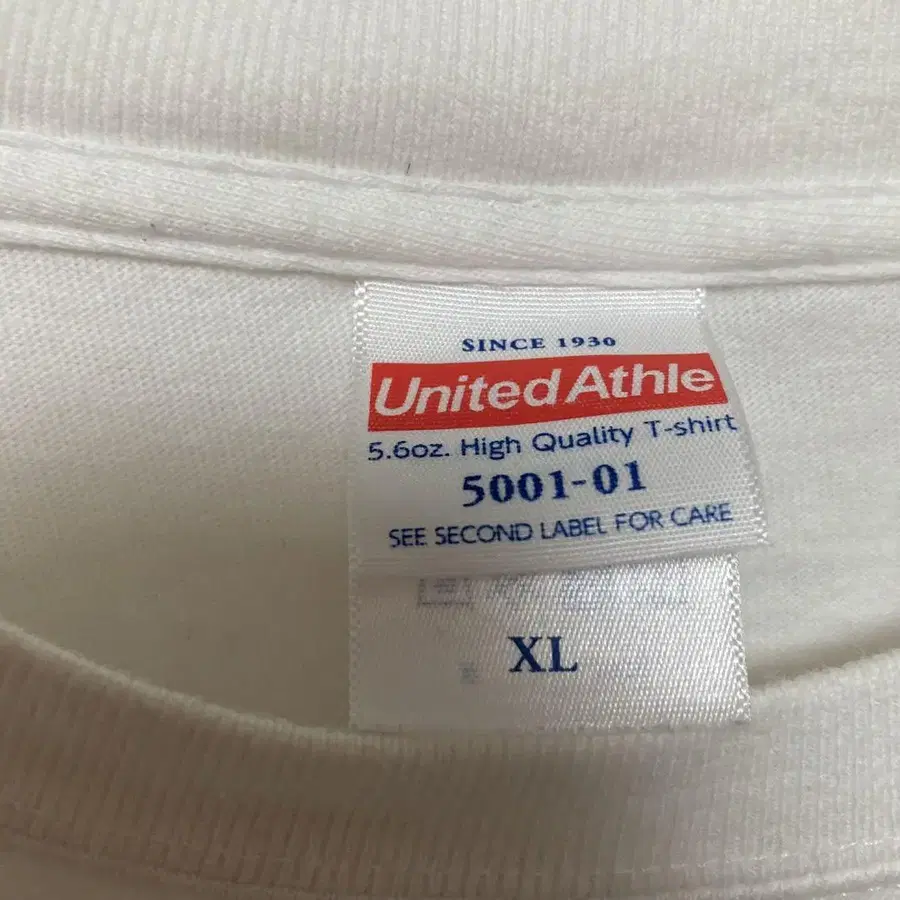 SINCE 1930
United Athle
5.6oz. High Quality T-shirt
5001-01
SEE SECOND LABEL FOR CARE
XL